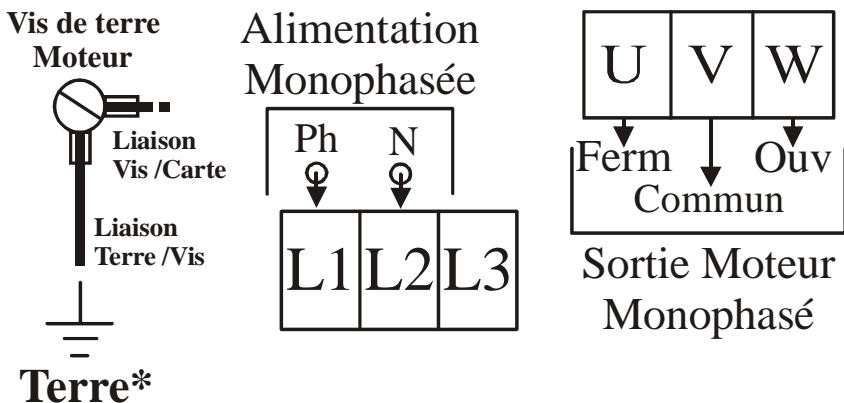 Vis de terre
Moteur
Liaison
Vis /Carte
Liaison
Terre /Vis
Terre*
Alimentation
Monophasée
Ph N
L1 L2 L3
U V W
Ferm Ouv
Commun
Sortie Moteur
Monophasé